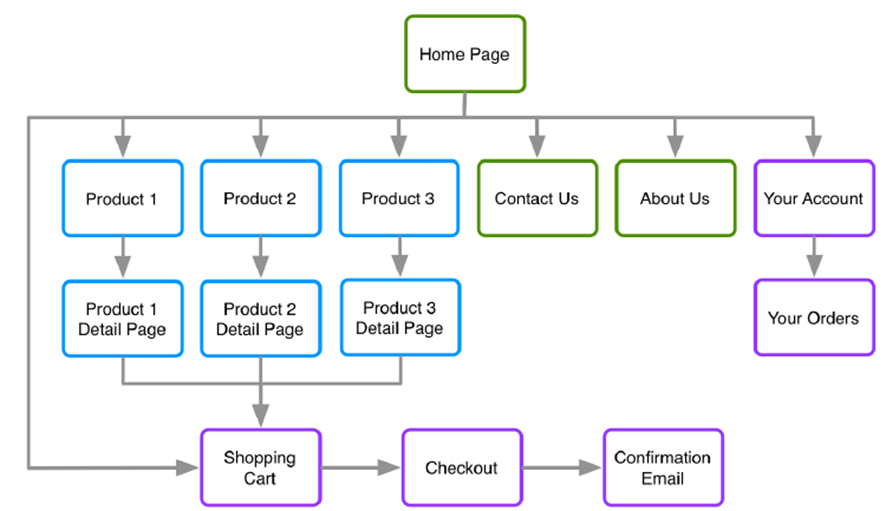 Home Page
Product 1
Product 2
Product 3
Contact Us
About Us
Your Account
Product 1
Detail Page
Product 2
Detail Page
Product 3
Detail Page
Your Orders
Shopping
Cart
Checkout
Confirmation
Email